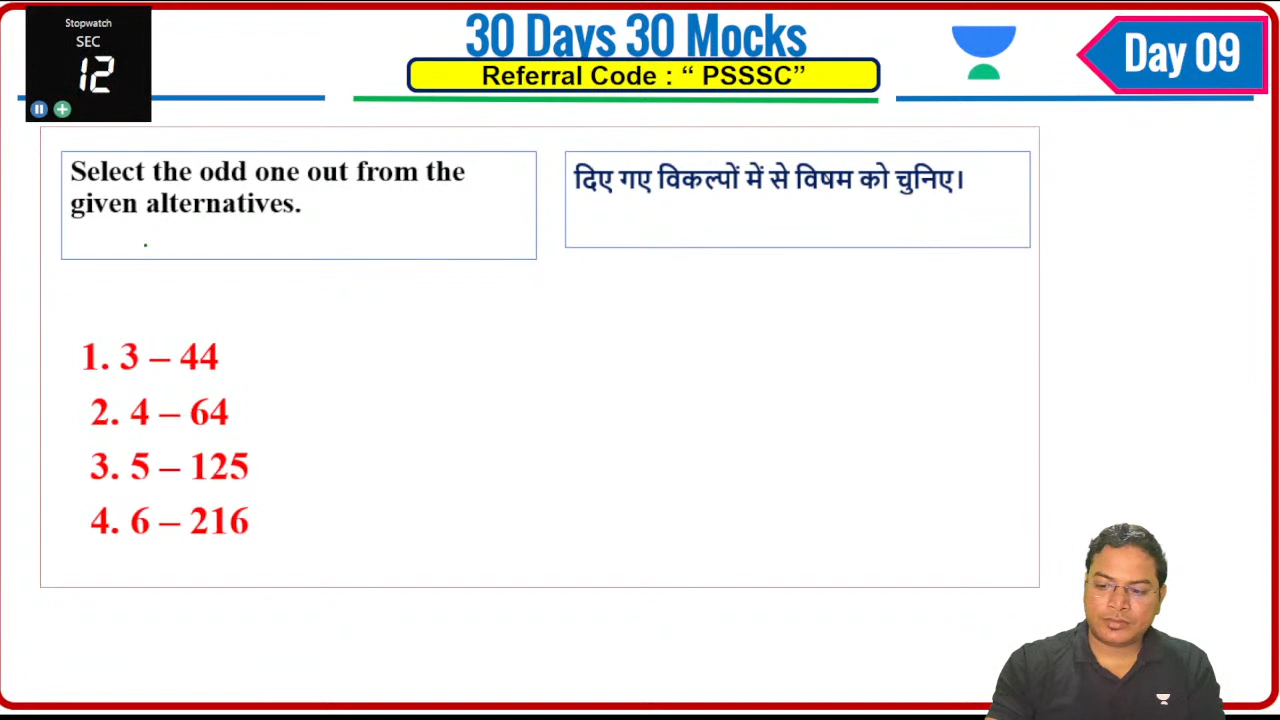 Stopwatch
SEC
12
30 Days 30 Mocks
Referral Code : “ PSSSC”
Day 09
Select the odd one out from the
given alternatives.
दिए गए विकल्पों में से विषम को चुनिए।
1. 3 – 44
2. 4 – 64
3. 5 – 125
4. 6 – 216